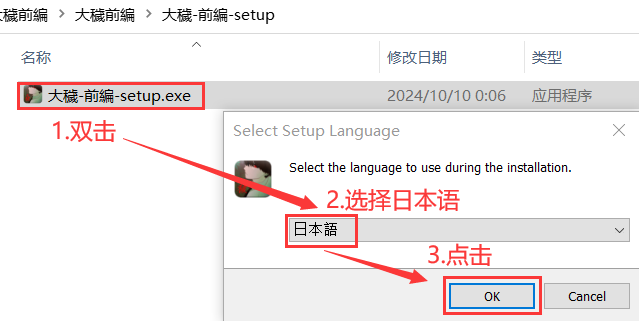 大穢前編 > 大穢前編 > 大穢-前編-setup
名称 修改日期 类型
大穢-前編-setup.exe 2024/10/10 0:06 应用程序
1.双击
Select Setup Language
Select the language to use during the installation.
2.选择日本语
日本語
3.点击
OK Cancel